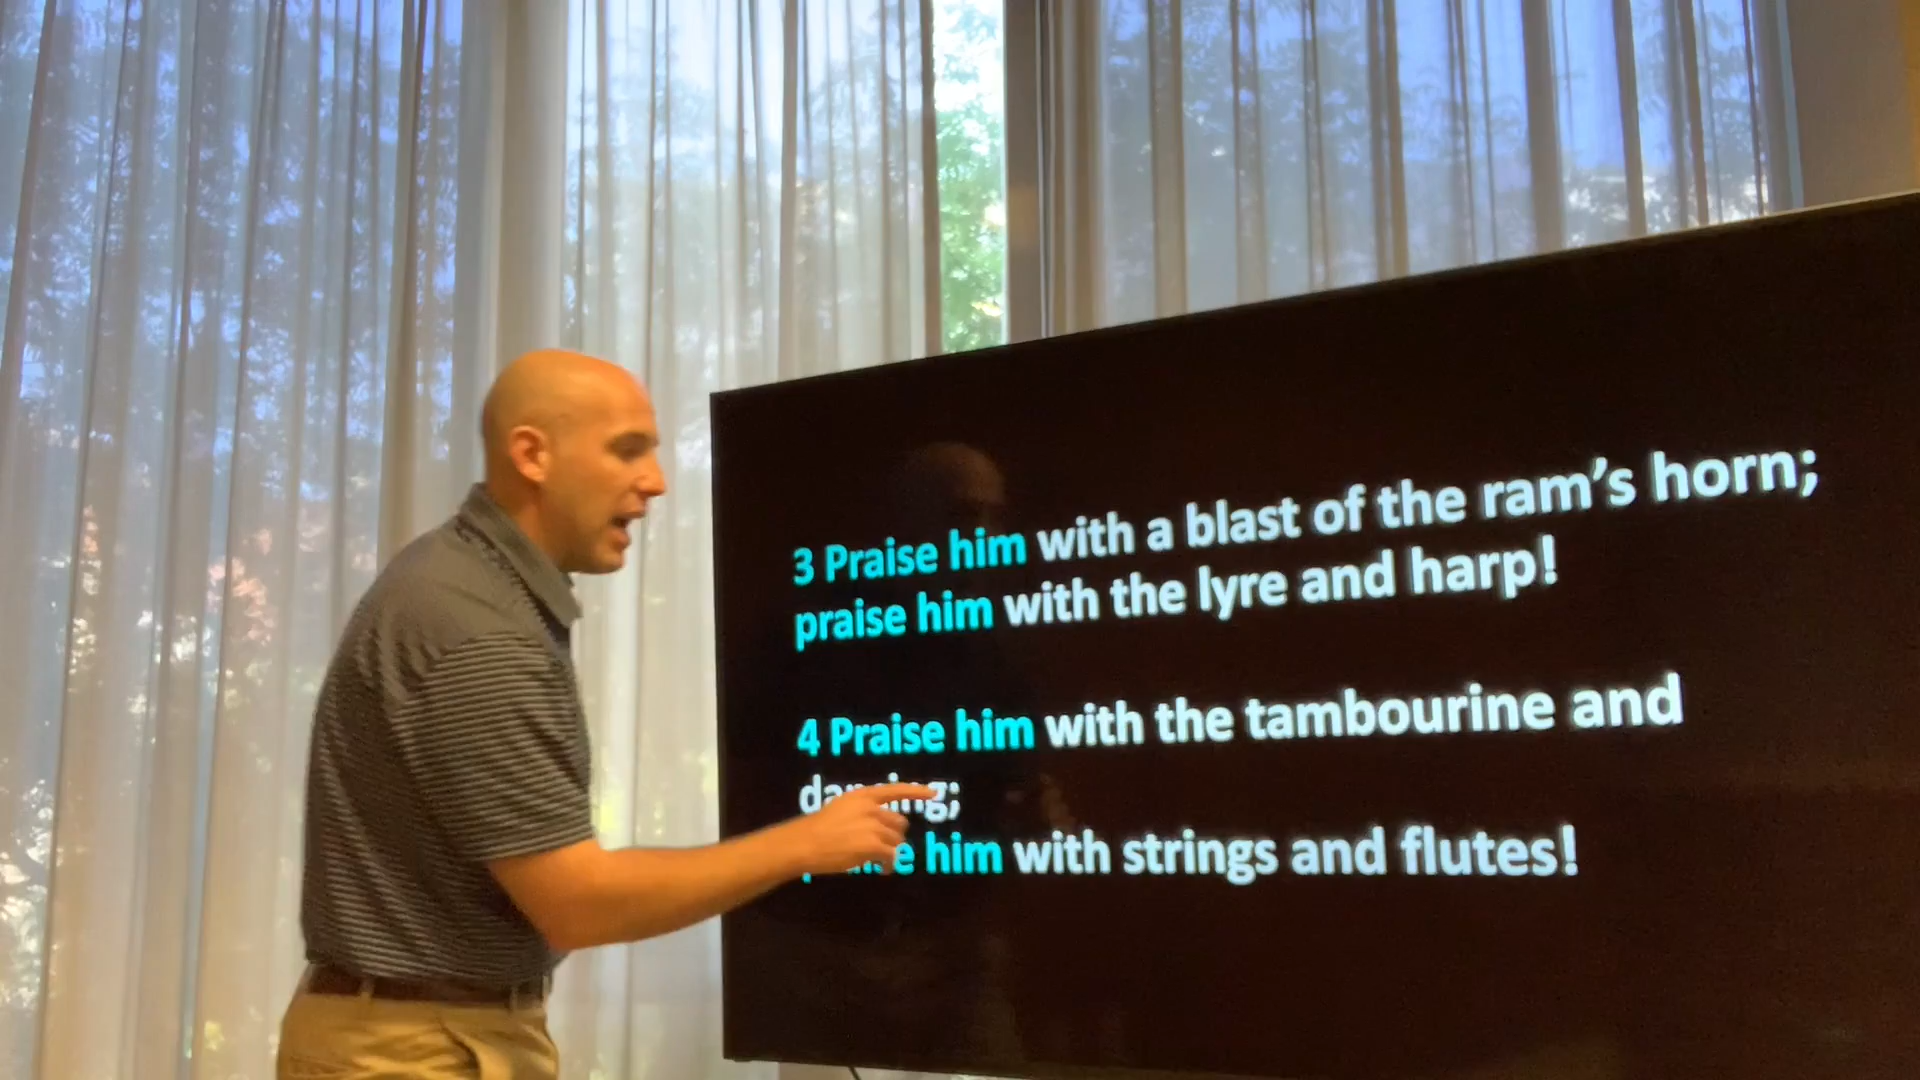 3 Praise him with a blast of the ram's horn;
praise him with the lyre and harp!
4 Praise him with the tambourine and
dancing;
him with strings and flutes!